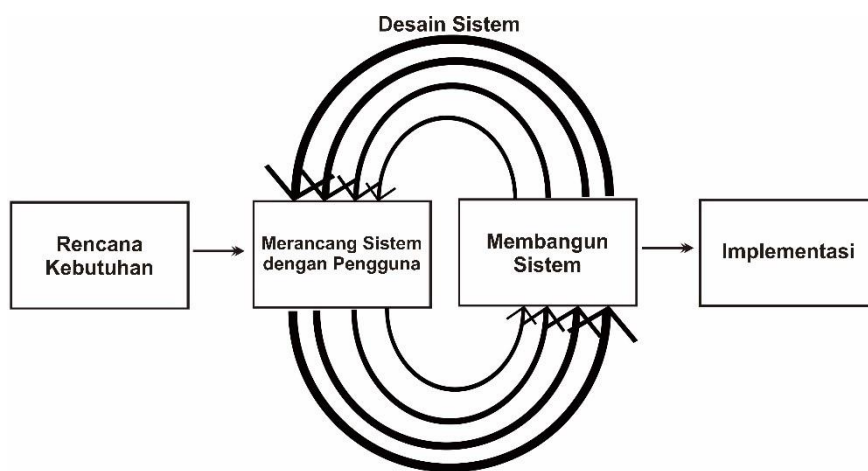 Desain Sistem
Rencana
Kebutuhan
Merancang Sistem
dengan Pengguna
Membangun
Sistem
Implementasi